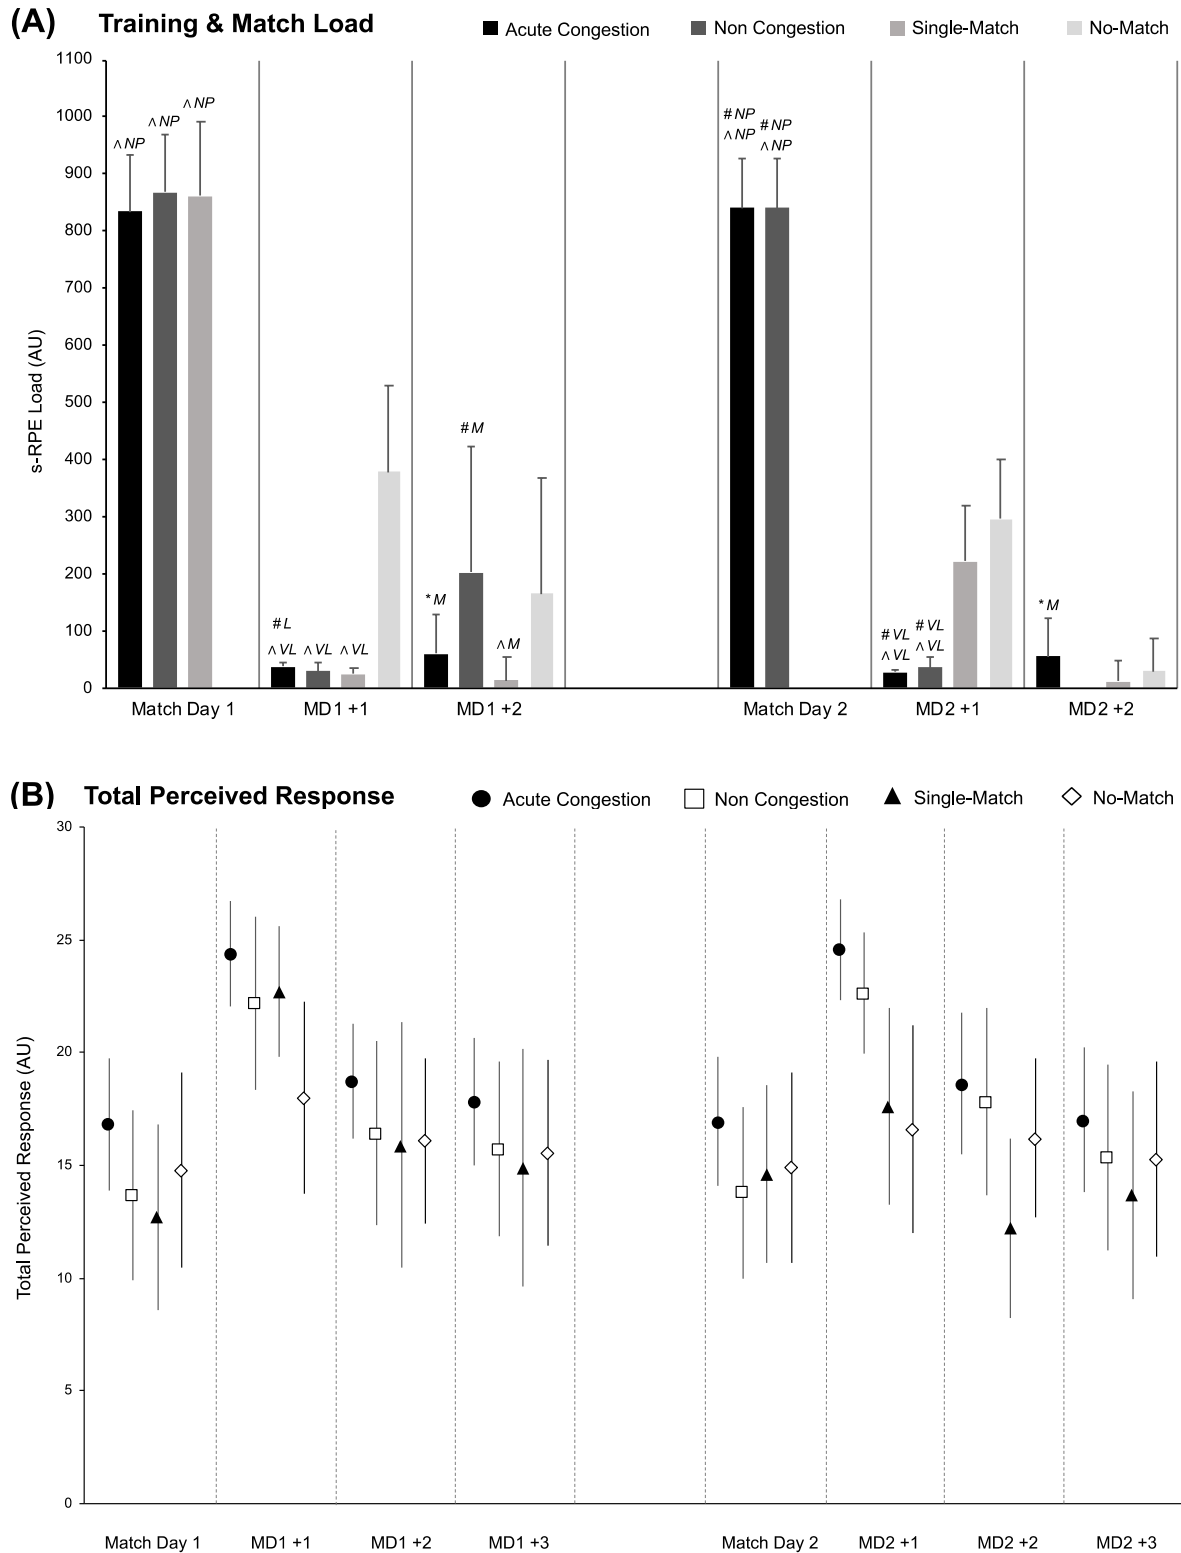 (A) Training & Match Load
Acute Congestion Non Congestion Single-Match No-Match
1100
1000
900
800
700
600
500
400
300
200
100
0
s-RPE Load (AU)
^ NP ^ NP ^ NP
# L
^ VL ^ VL ^ VL
* M # M ^ M
# NP # NP
^ NP ^ NP
# VL # VL
^ VL ^ VL
* M
Match Day 1 MD1 +1 MD1 +2 Match Day 2 MD2 +1 MD2 +2
(B) Total Perceived Response
Acute Congestion Non Congestion Single-Match No-Match
30
25
20
15
10
5
0
Total Perceived Response (AU)
Match Day 1 MD1 +1 MD1 +2 MD1 +3 Match Day 2 MD2 +1 MD2 +2 MD2 +3